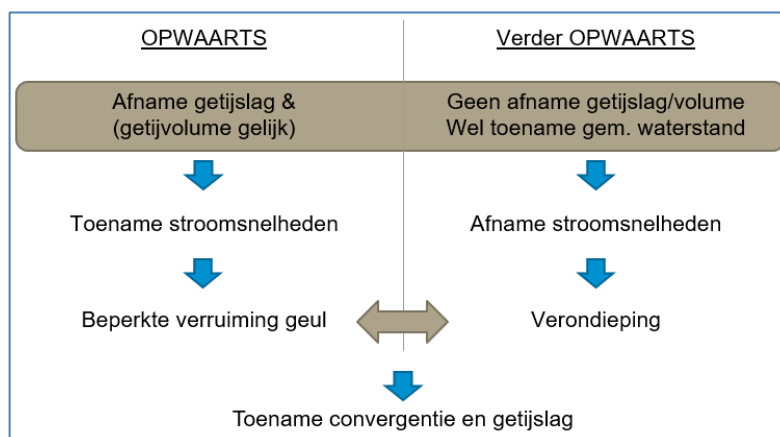 OPWAARTS
Verder OPWAARTS
Afname getijslag &
(getijvolume gelijk)
Geen afname getijslag/volume
Wel toename gem. waterstand
Toename stroomsnelheden
Afname stroomsnelheden
Beperkte verruiming geul
Verondieping
Toename convergentie en getijslag